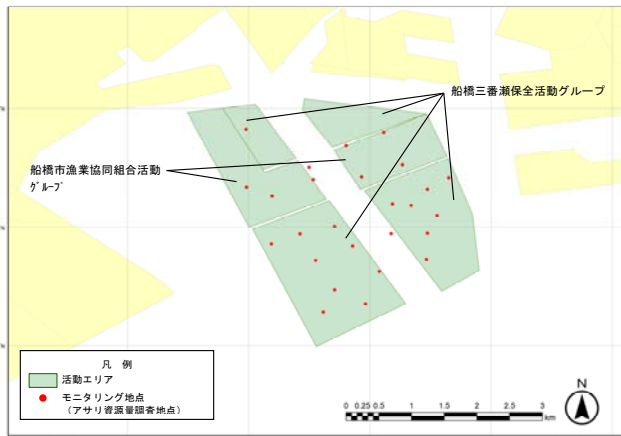 船橋三番瀬保全活動グループ
船橋市漁業協同組合活動
グループ
凡 例
活動エリア
モニタリング地点
（アサリ資源量調査地点）
0 0.25 0.5 1 1.5 2 2.5 3
km
N